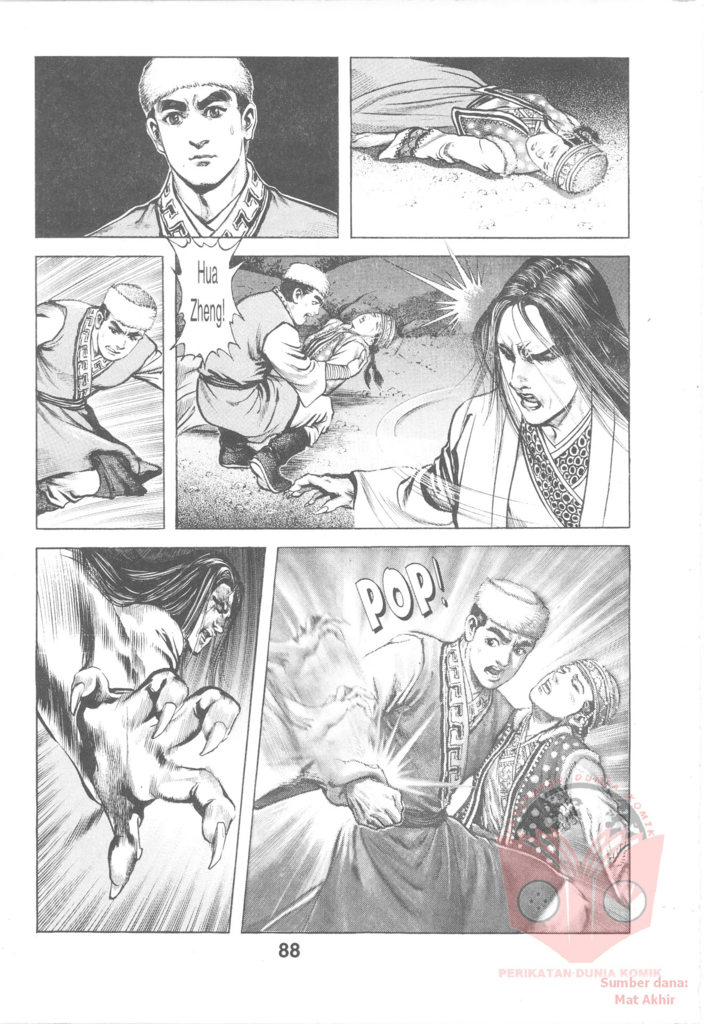 Hua
Zheng!
POP!
88
PERIKATAN DUNIA KOMIK
Sumber dana:
Mat Akhir